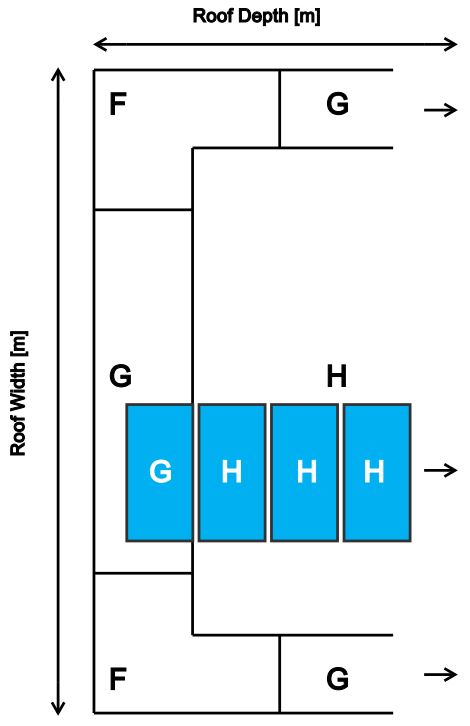 Roof Depth [m]
F G
Roof Width [m]
G H
G H H H
F G